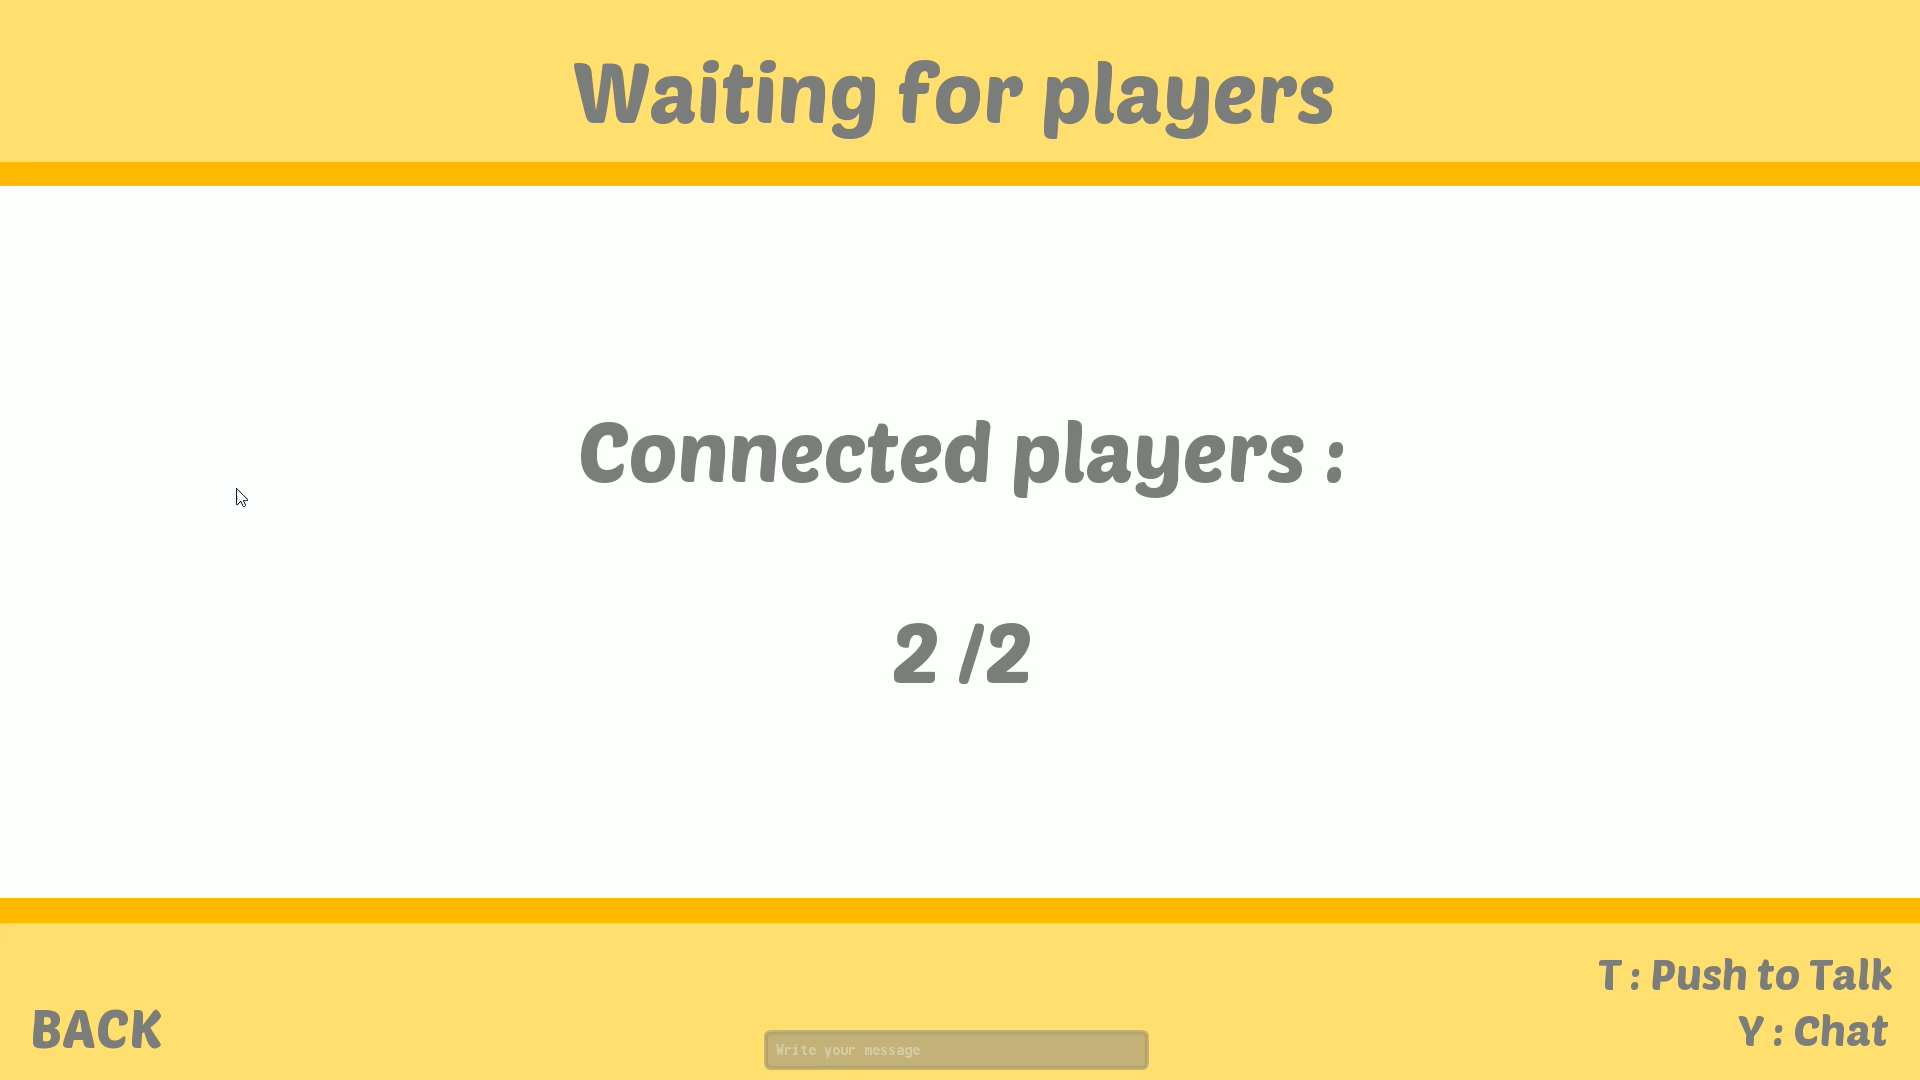 Waiting for players
Connected players :
2 /2
T : Push to Talk
BACK
Y : Chat
Write your message